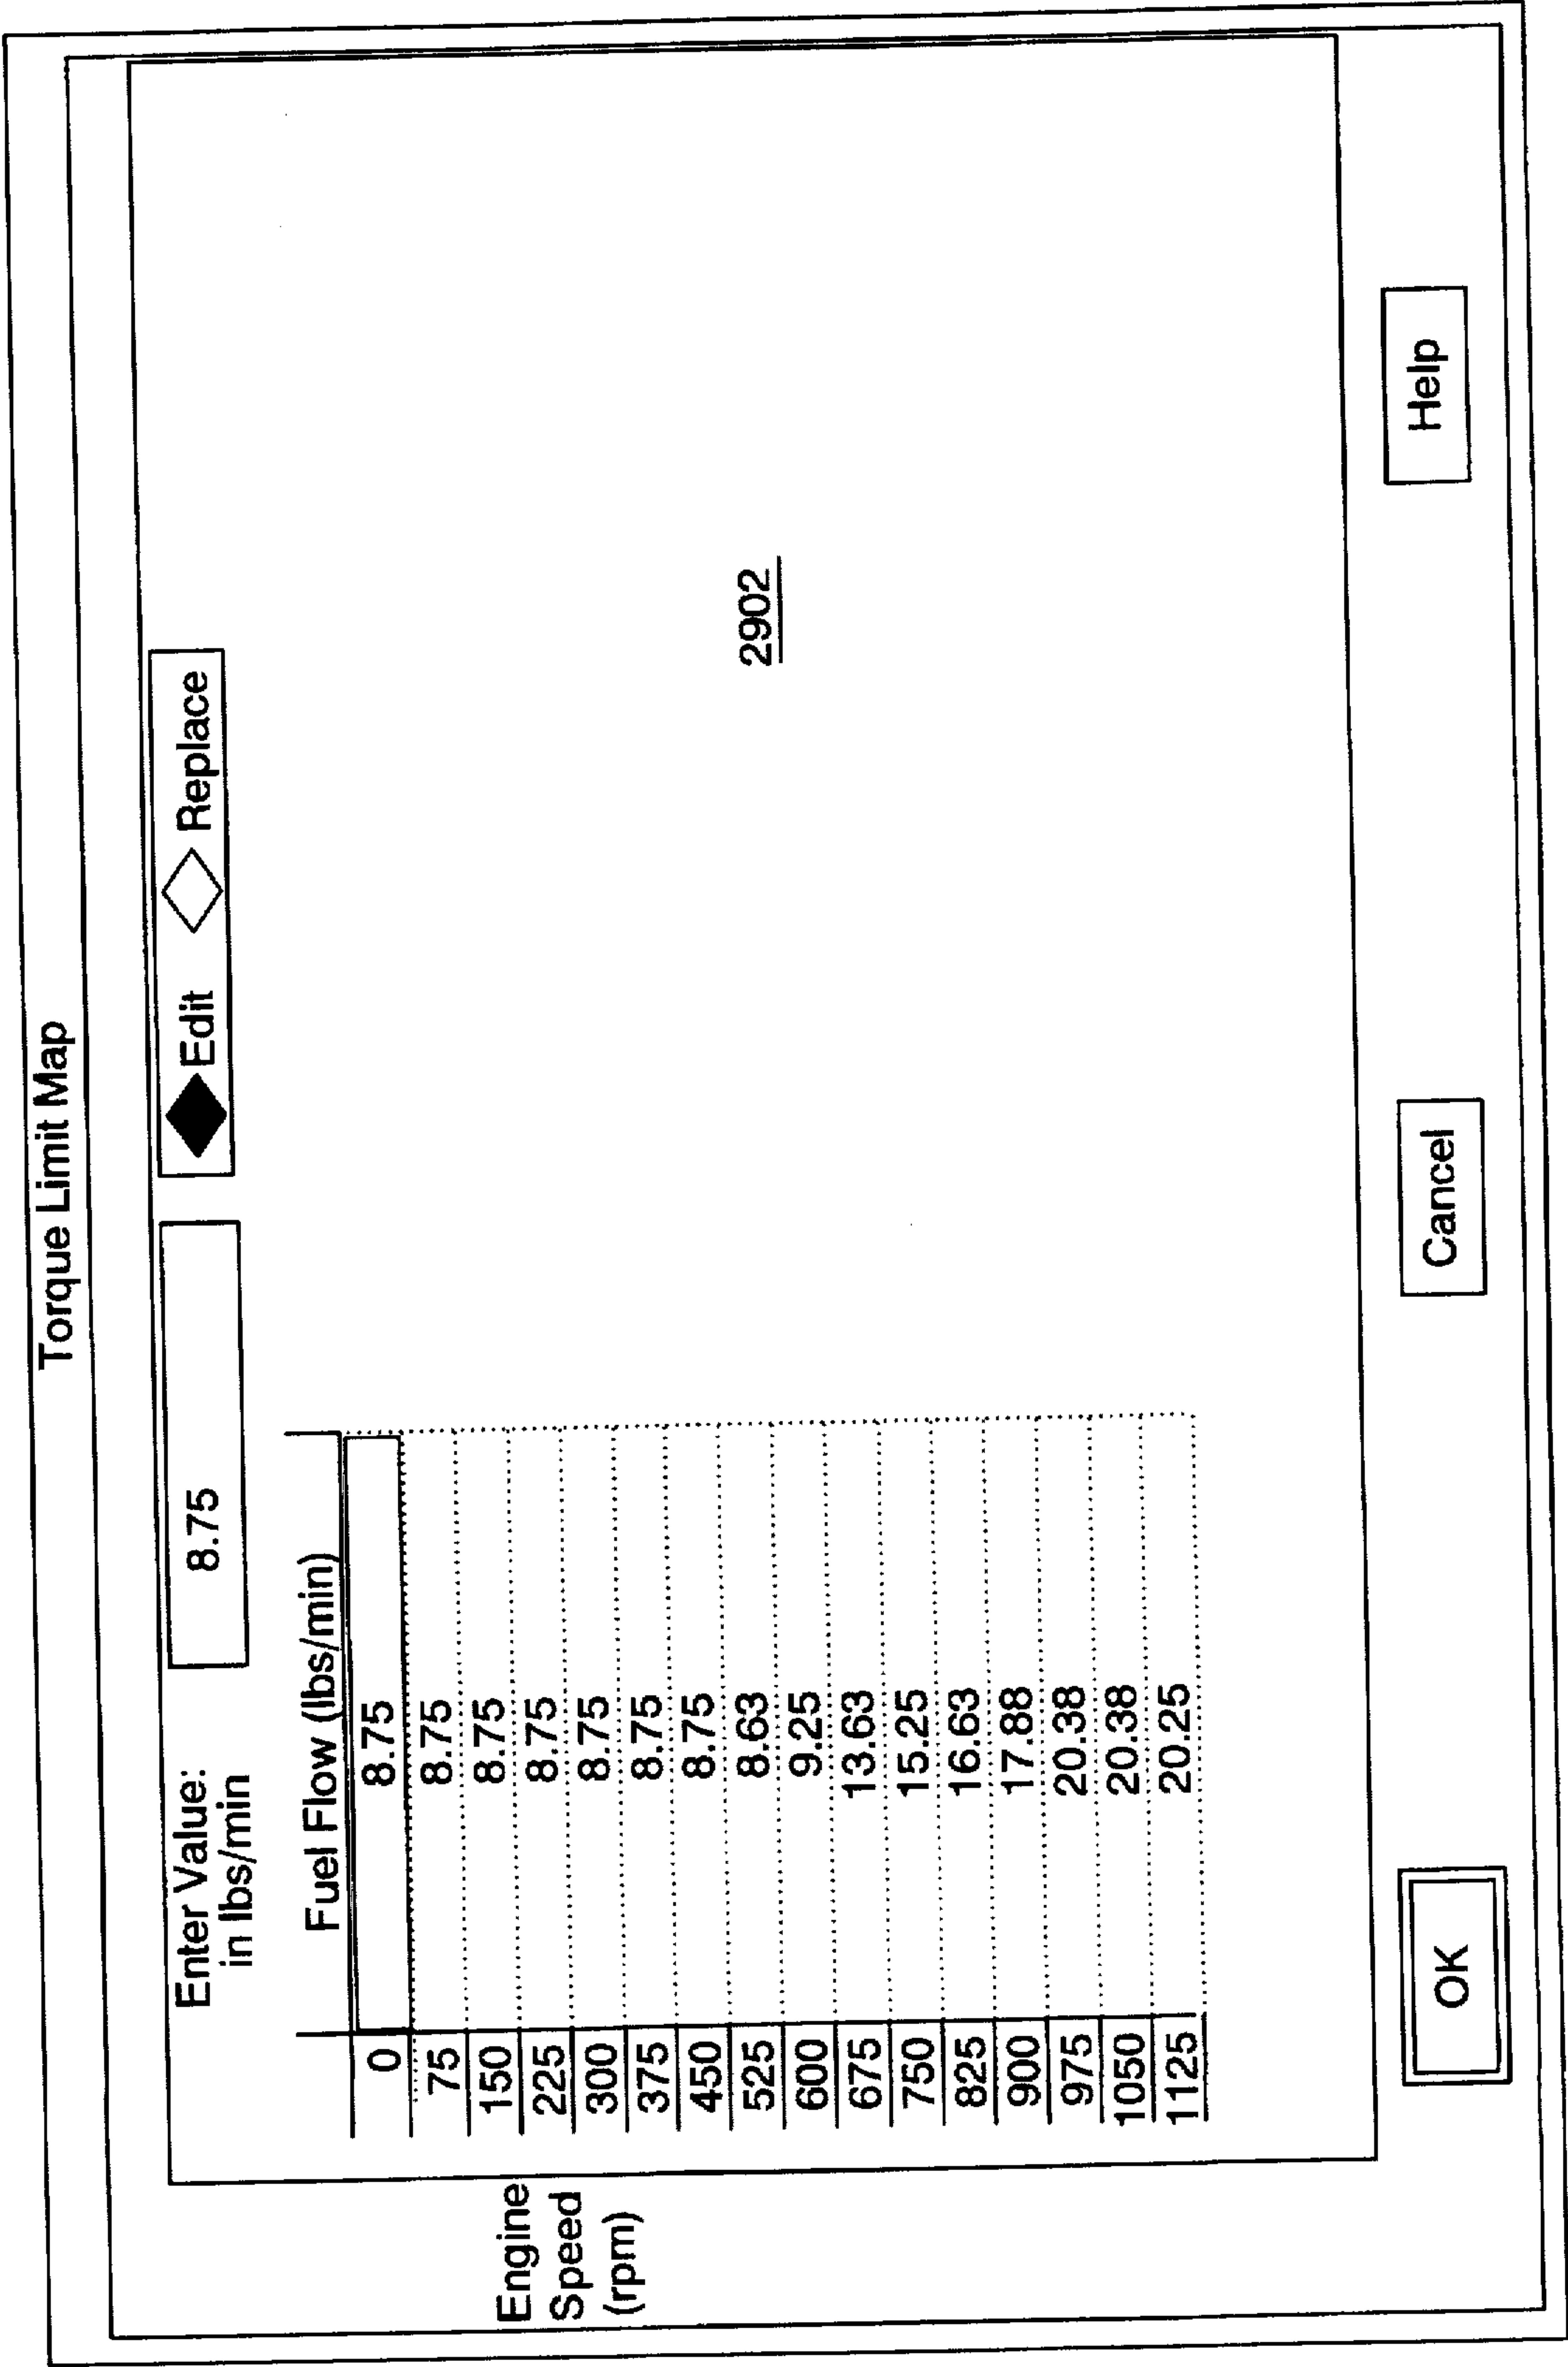 Torque Limit Map
Enter Value: 8.75 Edit Replace
in lbs/min
Fuel Flow (lbs/min)
0 8.75
75 8.75
150 8.75
225 8.75
300 8.75
375 8.75
450 8.75
525 8.63
600 9.25
675 13.63
750 15.25
825 16.63
900 17.88
975 20.38
1050 20.38
1125 20.25
Engine
Speed
(rpm)
2902
OK Cancel Help